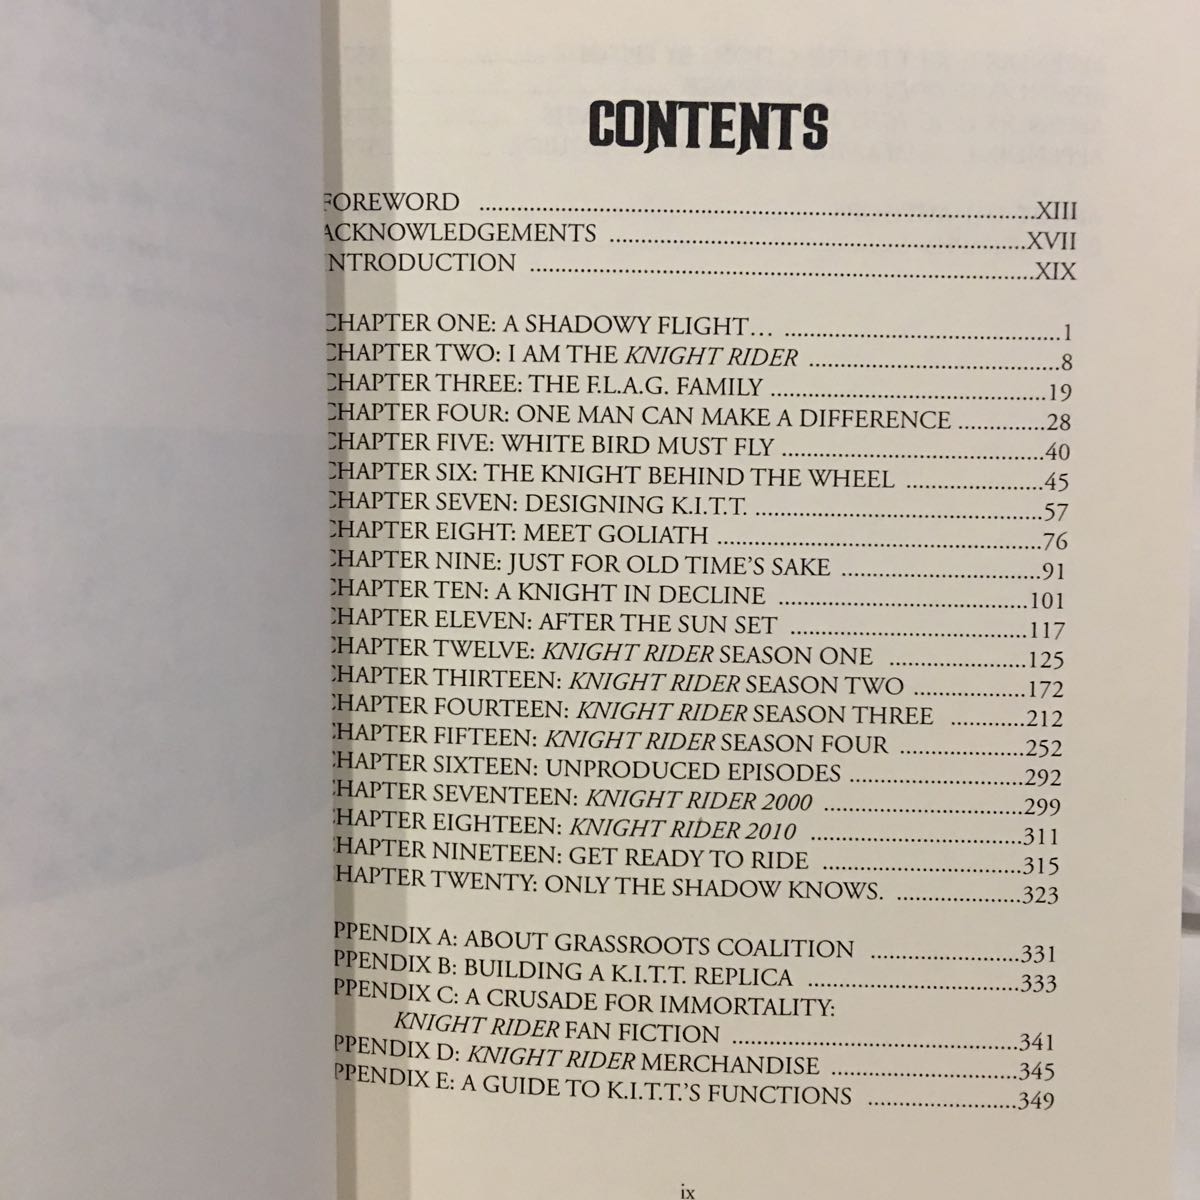 CONTENTS
FOREWORD ....................XIII
ACKNOWLEDGEMENTS ....................XVII
INTRODUCTION ....................XIX
CHAPTER ONE: A SHADOWY FLIGHT… ....................1
CHAPTER TWO: I AM THE KNIGHT RIDER ....................8
CHAPTER THREE: THE F.L.A.G. FAMILY ....................19
CHAPTER FOUR: ONE MAN CAN MAKE A DIFFERENCE .............28
CHAPTER FIVE: WHITE BIRD MUST FLY ....................40
CHAPTER SIX: THE KNIGHT BEHIND THE WHEEL ....................45
CHAPTER SEVEN: DESIGNING K.I.T.T. ....................57
CHAPTER EIGHT: MEET GOLIATH ....................76
CHAPTER NINE: JUST FOR OLD TIME'S SAKE ....................91
CHAPTER TEN: A KNIGHT IN DECLINE ....................101
CHAPTER ELEVEN: AFTER THE SUN SET ....................117
CHAPTER TWELVE: KNIGHT RIDER SEASON ONE ....................125
CHAPTER THIRTEEN: KNIGHT RIDER SEASON TWO ....................172
CHAPTER FOURTEEN: KNIGHT RIDER SEASON THREE .............212
CHAPTER FIFTEEN: KNIGHT RIDER SEASON FOUR ....................252
CHAPTER SIXTEEN: UNPRODUCED EPISODES ....................292
CHAPTER SEVENTEEN: KNIGHT RIDER 2000 ....................299
CHAPTER EIGHTEEN: KNIGHT RIDER 2010 ....................311
HAPTER NINETEEN: GET READY TO RIDE ....................315
HAPTER TWENTY: ONLY THE SHADOW KNOWS. ....................323
PPENDIX A: ABOUT GRASSROOTS COALITION ....................331
PPENDIX B: BUILDING A K.I.T.T. REPLICA ....................333
PPENDIX C: A CRUSADE FOR IMMORTALITY:
KNIGHT RIDER FAN FICTION ....................341
PPENDIX D: KNIGHT RIDER MERCHANDISE ....................345
PPENDIX E: A GUIDE TO K.I.T.T.'S FUNCTIONS ....................349
ix